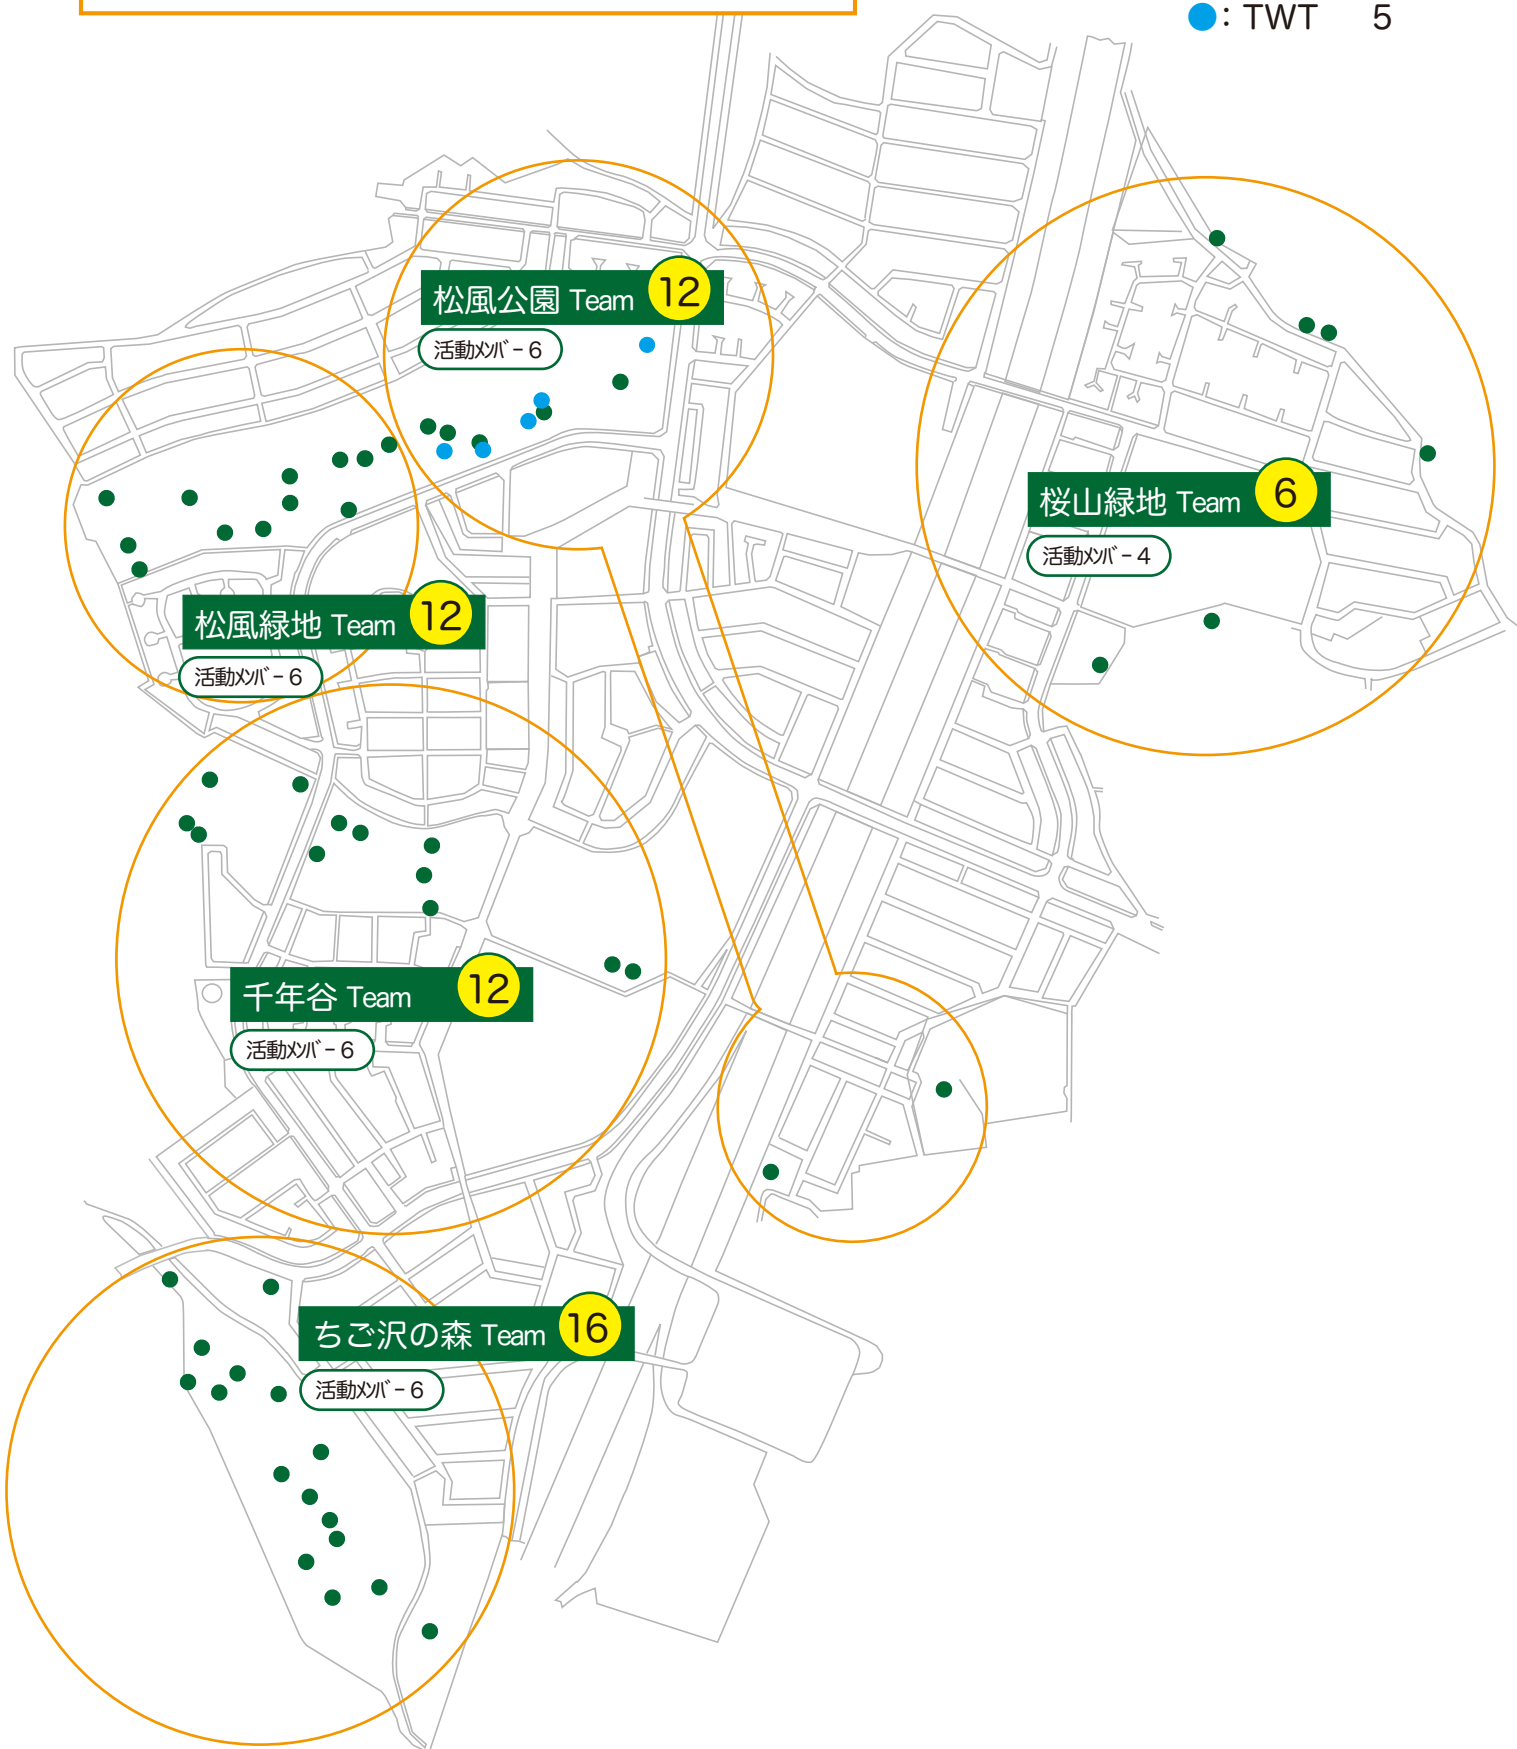 ●: TWT 5
松風公園 Team 12
活動ﾒﾝﾊﾞｰ6
桜山緑地 Team 6
活動ﾒﾝﾊﾞｰ4
松風緑地 Team 12
活動ﾒﾝﾊﾞｰ6
千年谷 Team 12
活動ﾒﾝﾊﾞｰ6
ちご沢の森 Team 16
活動ﾒﾝﾊﾞｰ6